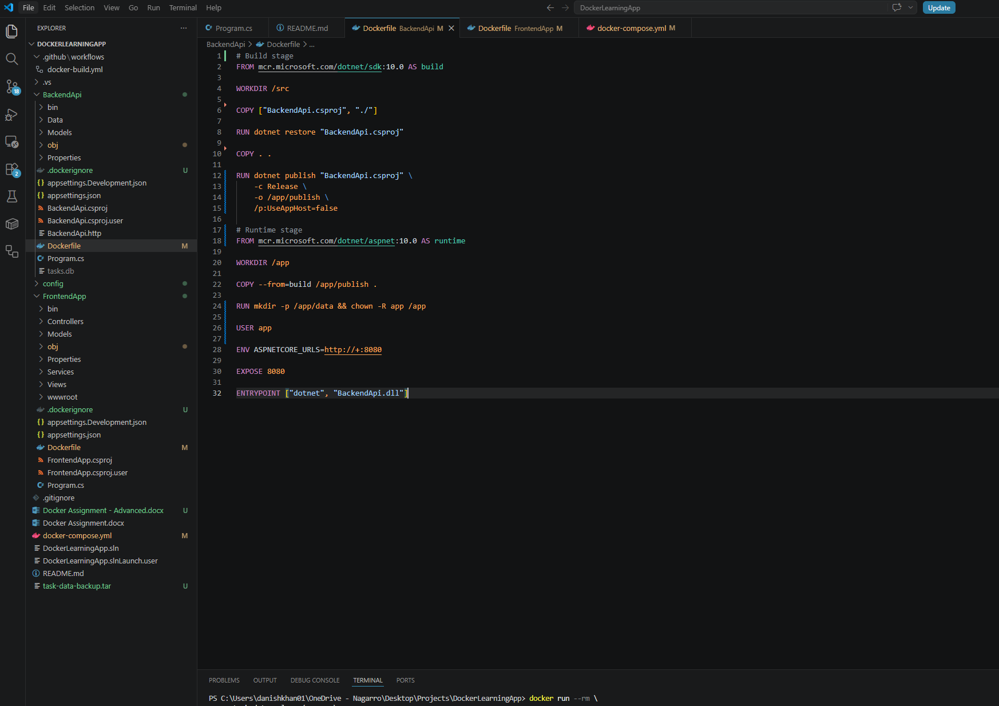 File Edit Selection View Go Run Terminal Help
DockerLearningApp
Update
EXPLORER
DOCKERLEARNINGAPP
.github\workflows
docker-build.yml
.vs
BackendApi
bin
Data
Models
obj
Properties
.dockerignore U
appsettings.Development.json
appsettings.json
BackendApi.csproj
BackendApi.csproj.user
BackendApi.http
Dockerfile M
Program.cs
tasks.db
config
FrontendApp
bin
Controllers
Models
obj
Properties
Services
Views
wwwroot
.dockerignore U
appsettings.Development.json
appsettings.json
Dockerfile M
FrontendApp.csproj
FrontendApp.csproj.user
Program.cs
.gitignore
Docker Assignment - Advanced.docx U
Docker Assignment.docx
docker-compose.yml M
DockerLearningApp.sln
DockerLearningApp.slnLaunch.user
README.md
task-data-backup.tar U
18
2
Program.cs README.md Dockerfile BackendApi M Dockerfile FrontendApp M docker-compose.yml M
BackendApi > Dockerfile > ...
1 # Build stage
2 FROM mcr.microsoft.com/dotnet/sdk:10.0 AS build
3
4 WORKDIR /src
5
6 COPY ["BackendApi.csproj", "./"]
7
8 RUN dotnet restore "BackendApi.csproj"
9
10 COPY . .
11
12 RUN dotnet publish "BackendApi.csproj" \
13 -c Release \
14 -o /app/publish \
15 /p:UseAppHost=false
16
17 # Runtime stage
18 FROM mcr.microsoft.com/dotnet/aspnet:10.0 AS runtime
19
20 WORKDIR /app
21
22 COPY --from=build /app/publish .
23
24 RUN mkdir -p /app/data && chown -R app /app
25
26 USER app
27
28 ENV ASPNETCORE_URLS=http://+:8080
29
30 EXPOSE 8080
31
32 ENTRYPOINT ["dotnet", "BackendApi.dll"]
PROBLEMS OUTPUT DEBUG CONSOLE TERMINAL PORTS
PS C:\Users\danishkhan01\OneDrive - Nagarro\Desktop\Projects\DockerLearningApp> docker run --rm \